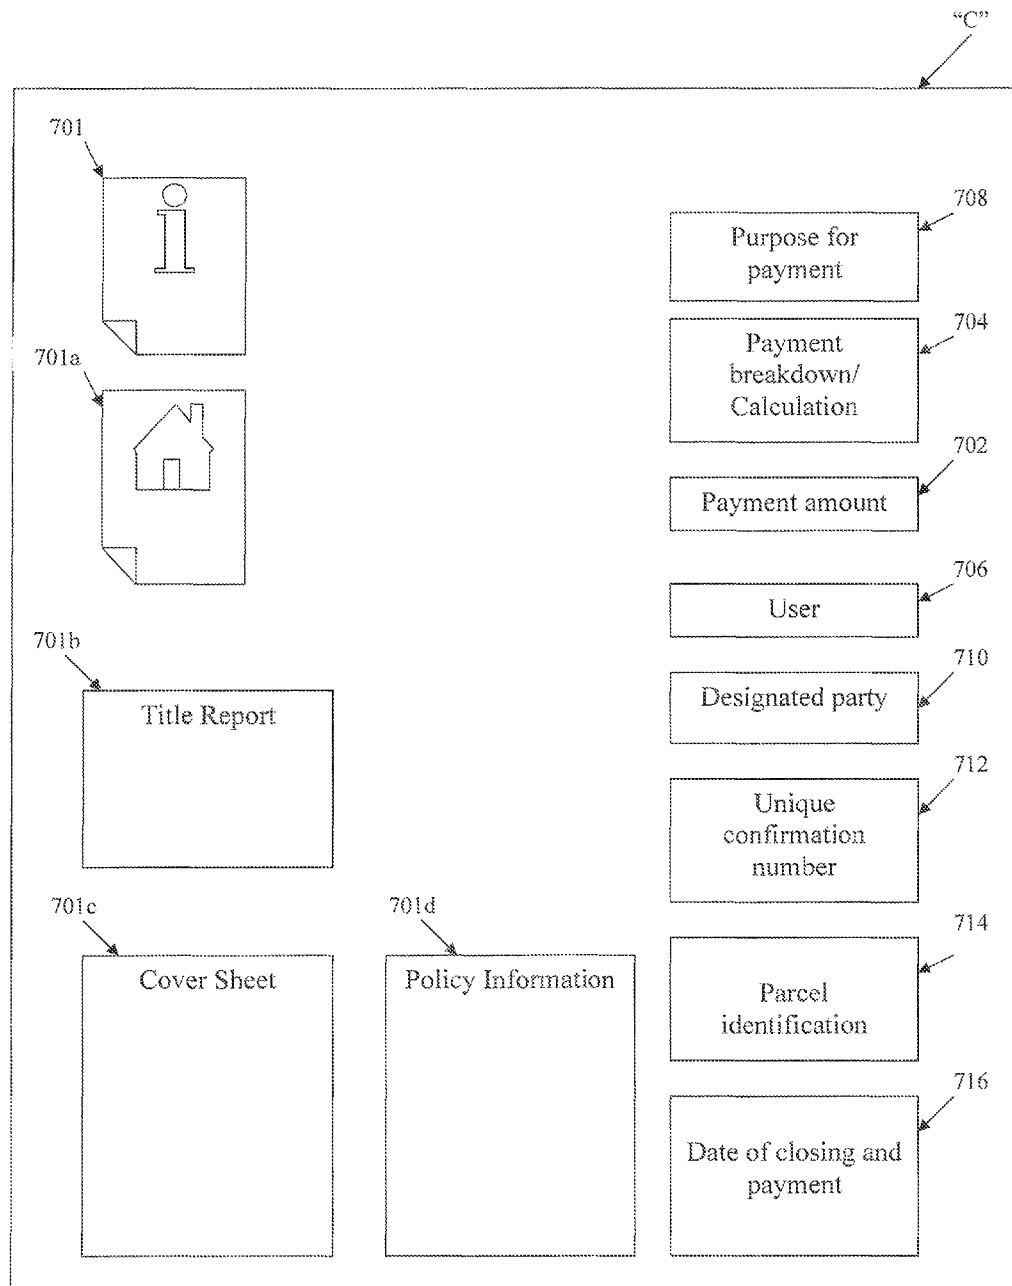 "C"
701
701a
701b
Title Report
701c
Cover Sheet
701d
Policy Information
708
Purpose for
payment
704
Payment
breakdown/
Calculation
702
Payment amount
706
User
710
Designated party
712
Unique
confirmation
number
714
Parcel
identification
716
Date of closing and
payment